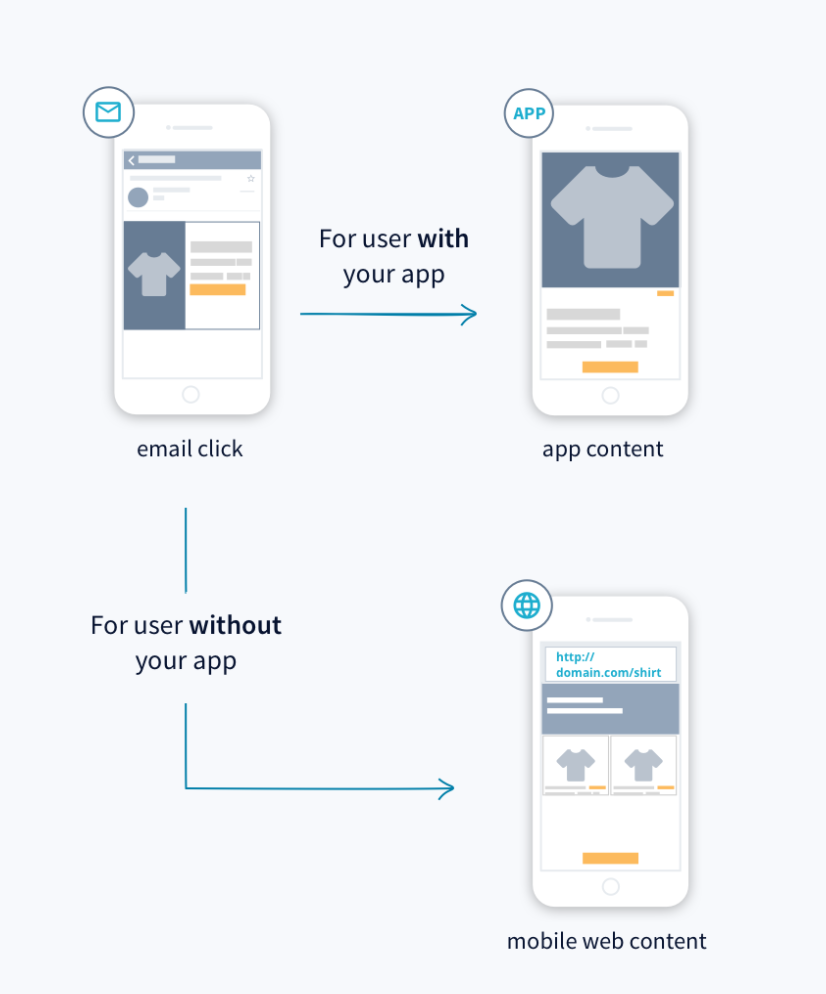 APP
For user with
your app
email click
app content
For user without
your app
http://
domain.com/shirt
mobile web content